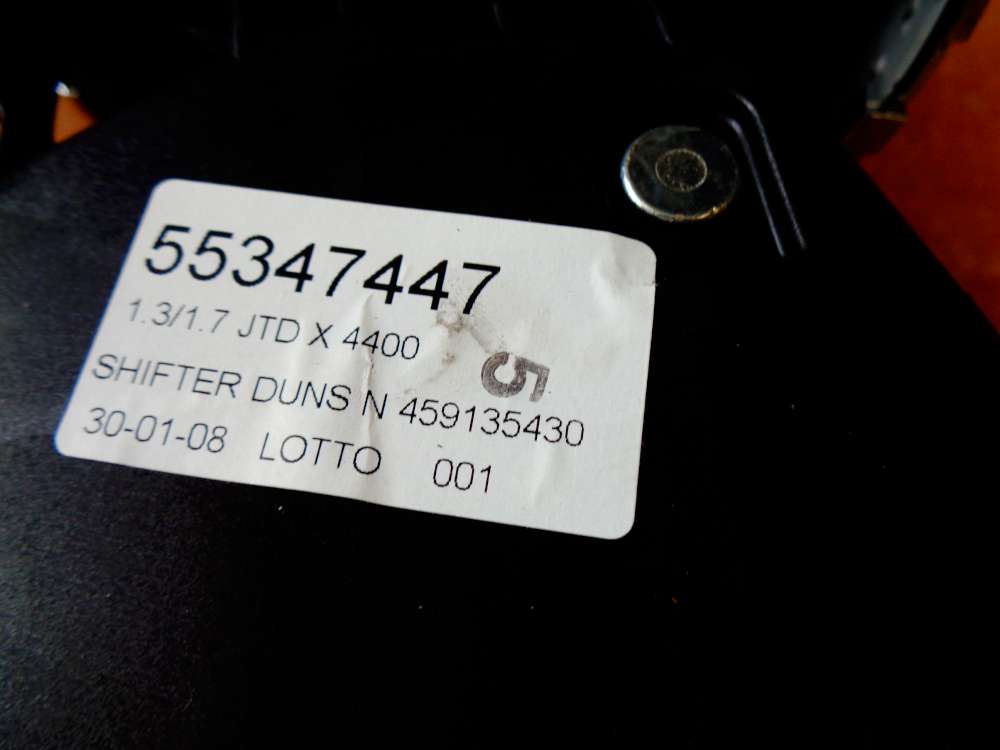 55347447
1.3/1.7 JTD X 4400
5
SHIFTER DUNS N 459135430
30-01-08 LOTTO 001